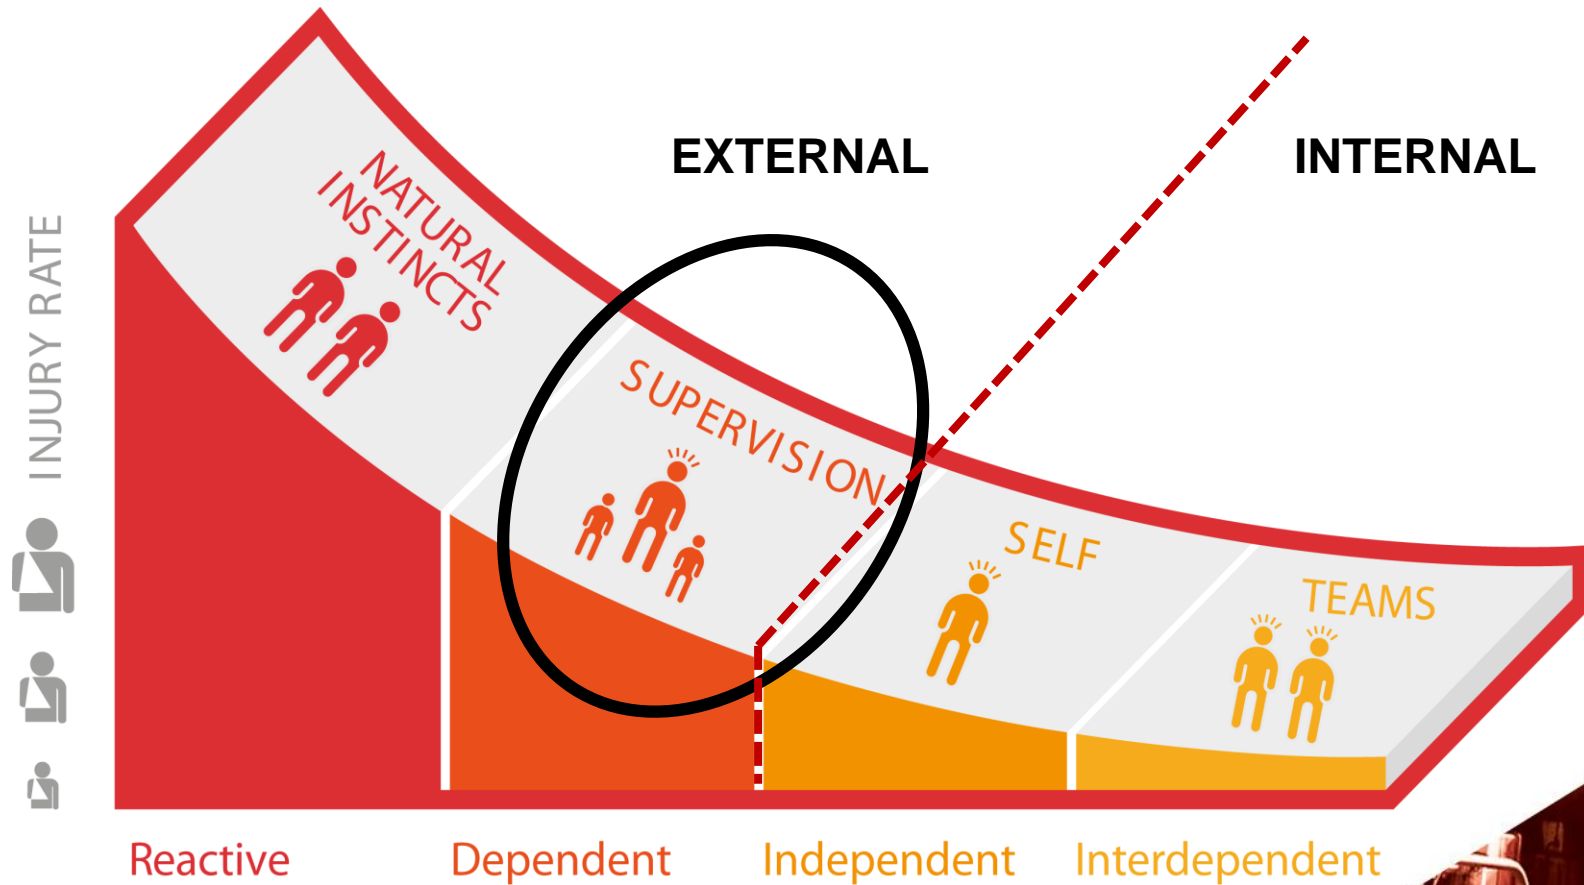 EXTERNAL
INTERNAL
NATURAL
INSTINCTS
SUPERVISION
SELF
TEAMS
INJURY RATE
Reactive
Dependent
Independent
Interdependent